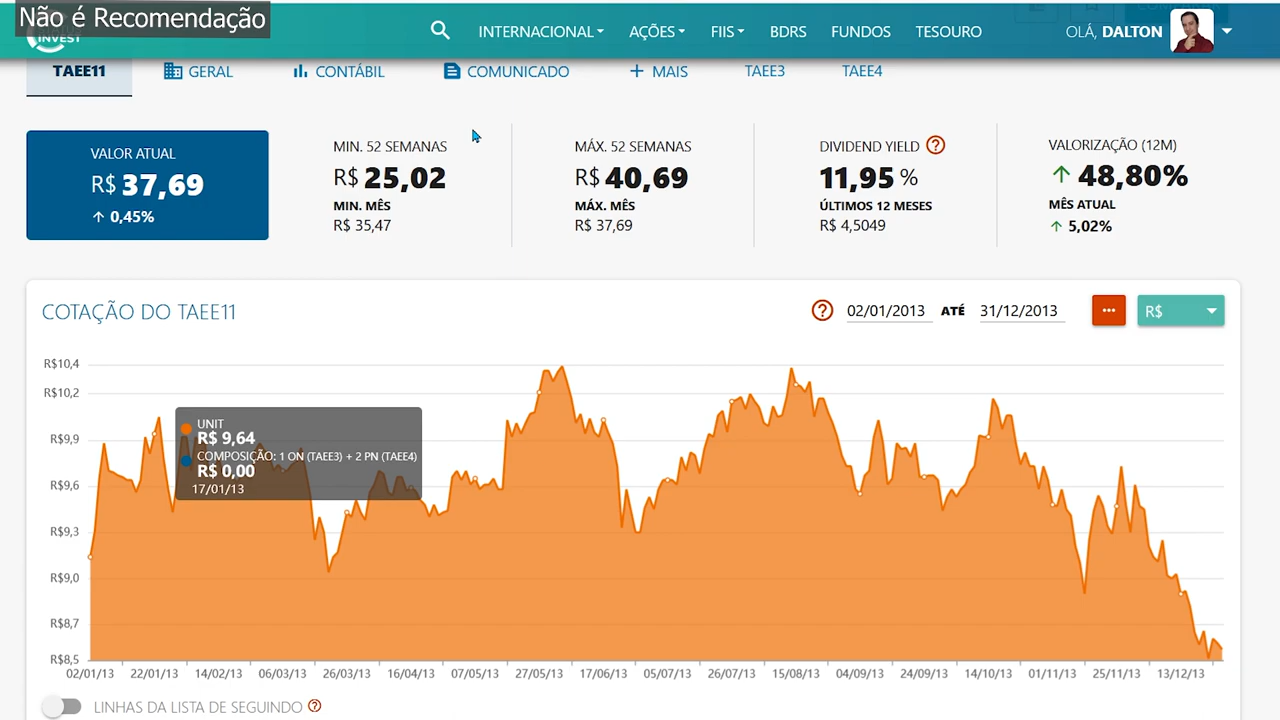 Não é Recomendação
INVEST
INTERNACIONAL
AÇÕES
FIIS
BDRS
FUNDOS
TESOURO
OLÁ, DALTON
TAEE11
GERAL
CONTÁBIL
COMUNICADO
+ MAIS
TAEE3
TAEE4
VALOR ATUAL
R$ 37,69
↑ 0,45%
MIN. 52 SEMANAS
R$ 25,02
MIN. MÊS
R$ 35,47
MÁX. 52 SEMANAS
R$ 40,69
MÁX. MÊS
R$ 37,69
DIVIDEND YIELD ?
11,95 %
ÚLTIMOS 12 MESES
R$ 4,5049
VALORIZAÇÃO (12M)
↑ 48,80%
MÊS ATUAL
↑ 5,02%
COTAÇÃO DO TAEE11
? 02/01/2013 ATÉ 31/12/2013
...
R$
R$10,4
R$10,2
R$9,9
R$9,6
R$9,3
R$9,0
R$8,7
R$8,5
UNIT
R$ 9,64
COMPOSIÇÃO: 1 ON (TAEE3) + 2 PN (TAEE4)
R$ 0,00
17/01/13
02/01/13 22/01/13 14/02/13 06/03/13 26/03/13 16/04/13 07/05/13 27/05/13 17/06/13 05/07/13 26/07/13 15/08/13 04/09/13 24/09/13 14/10/13 01/11/13 25/11/13 13/12/13
LINHAS DA LISTA DE SEGUINDO ?